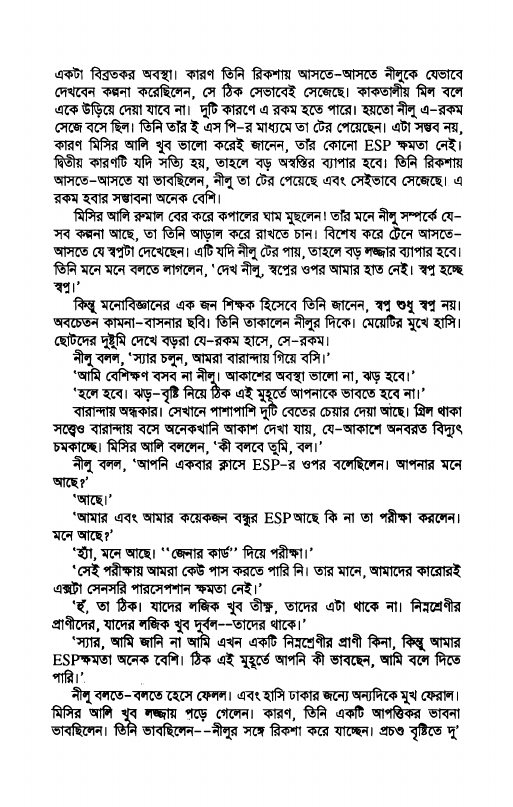 একটা বিব্রতকর অবস্থা। কারণ তিনি রিকশায় আসতে-আসতে নীলুকে যেভাবে
দেখবেন কল্পনা করেছিলেন, সে ঠিক সেভাবেই সেজেছে। কাকতালীয় মিল বলে
একে উড়িয়ে দেয়া যাবে না। দুটি কারণে এ রকম হতে পারে। হয়তো নীলু এ-রকম
সেজে বসে ছিল। তিনি তাঁর ই এস পি-র মাধ্যমে তা টের পেয়েছেন। এটা সম্ভব নয়,
কারণ মিসির আলি খুব ভালো করেই জানেন, তাঁর কোনো ESP ক্ষমতা নেই।
দ্বিতীয় কারণটি যদি সত্যি হয়, তাহলে বড় অস্বস্তির ব্যাপার হবে। তিনি রিকশায়
আসতে-আসতে যা ভাবছিলেন, নীলু তা টের পেয়েছে এবং সেইভাবে সেজেছে। এ
রকম হবার সম্ভাবনা অনেক বেশি।
মিসির আলি রুমাল বের করে কপালের ঘাম মুছলেন! তাঁর মনে নীলু সম্পর্কে যে-
সব কল্পনা আছে, তা তিনি আড়াল করে রাখতে চান। বিশেষ করে ট্রেনে আসতে-
আসতে যে স্বপ্নটা দেখেছেন। এটি যদি নীলু টের পায়, তাহলে বড় লজ্জার ব্যাপার হবে।
তিনি মনে মনে বলতে লাগলেন, ‘দেখ নীলু, স্বপ্নের ওপর আমার হাত নেই। স্বপ্ন হচ্ছে
স্বপ্ন।’
কিন্তু মনোবিজ্ঞানের এক জন শিক্ষক হিসেবে তিনি জানেন, স্বপ্ন শুধু স্বপ্ন নয়।
অবচেতন কামনা-বাসনার ছবি। তিনি তাকালেন নীলুর দিকে। মেয়েটির মুখে হাসি।
ছোটদের দুষ্টুমি দেখে বড়রা যে-রকম হাসে, সে-রকম।
নীলু বলল, ‘স্যার চলুন, আমরা বারান্দায় গিয়ে বসি।’
‘আমি বেশিক্ষণ বসব না নীলু। আকাশের অবস্থা ভালো না, ঝড় হবে।’
‘হলে হবে। ঝড়-বৃষ্টি নিয়ে ঠিক এই মুহূর্তে আপনাকে ভাবতে হবে না।’
বারান্দায় অন্ধকার। সেখানে পাশাপাশি দুটি বেতের চেয়ার দেয়া আছে। গ্রিল থাকা
সত্ত্বেও বারান্দায় বসে অনেকখানি আকাশ দেখা যায়, যে-আকাশে অনবরত বিদ্যুৎ
চমকাচ্ছে। মিসির আলি বললেন, ‘কী বলবে তুমি, বল।’
নীলু বলল, ‘আপনি একবার ক্লাসে ESP-র ওপর বলেছিলেন। আপনার মনে
আছে?’
‘আছে।’
‘আমার এবং আমার কয়েকজন বন্ধুর ESP আছে কি না তা পরীক্ষা করলেন।
মনে আছে?’
‘হ্যাঁ, মনে আছে। ‘‘জেনার কার্ড’’ দিয়ে পরীক্ষা।’
‘সেই পরীক্ষায় আমরা কেউ পাস করতে পারি নি। তার মানে, আমাদের কারোরই
এক্সট্রা সেনসরি পারসেপশান ক্ষমতা নেই।’
‘হুঁ, তা ঠিক। যাদের লজিক খুব তীক্ষ্ণ, তাদের এটা থাকে না। নিম্নশ্রেণীর
প্রাণীদের, যাদের লজিক খুব দুর্বল--তাদের থাকে।’
‘স্যার, আমি জানি না আমি এখন একটি নিম্নশ্রেণীর প্রাণী কিনা, কিন্তু আমার
ESPক্ষমতা অনেক বেশি। ঠিক এই মুহূর্তে আপনি কী ভাবছেন, আমি বলে দিতে
পারি।’
নীলু বলতে-বলতে হেসে ফেলল। এবং হাসি ঢাকার জন্যে অন্যদিকে মুখ ফেরাল।
মিসির আলি খুব লজ্জায় পড়ে গেলেন। কারণ, তিনি একটি আপত্তিকর ভাবনা
ভাবছিলেন। তিনি ভাবছিলেন--নীলুর সঙ্গে রিকশা করে যাচ্ছেন। প্রচণ্ড বৃষ্টিতে দু’